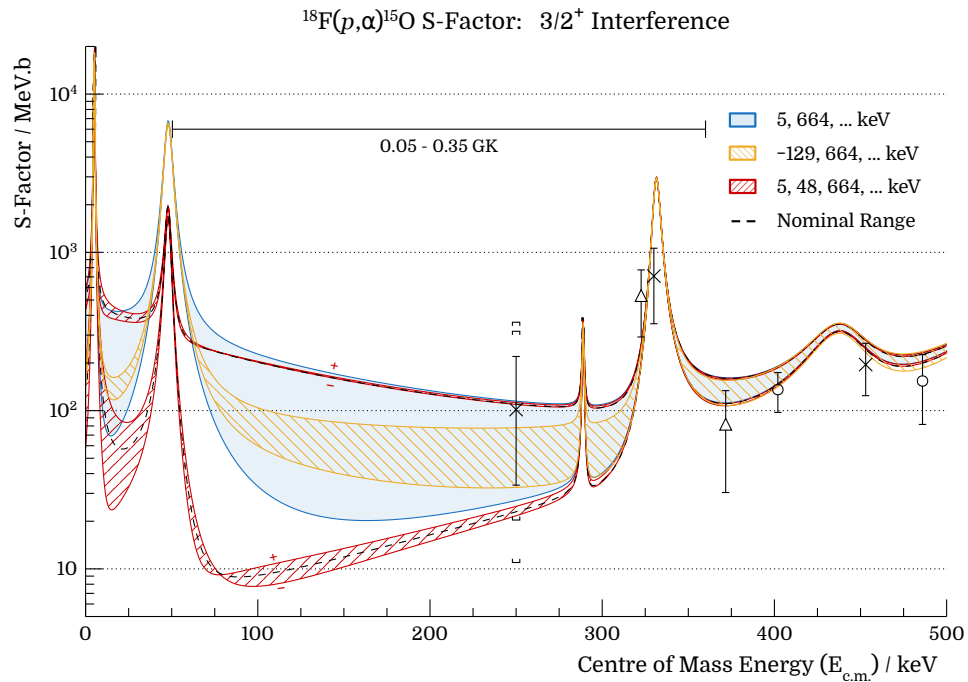 ¹⁸F(p,α)¹⁵O S-Factor: 3/2⁺ Interference
S-Factor / MeV.b
10⁴
10³
10²
10
0.05 - 0.35 GK
5, 664, ... keV
−129, 664, ... keV
5, 48, 664, ... keV
Nominal Range
+
−
+
−
0 100 200 300 400 500
Centre of Mass Energy (E_c.m.) / keV